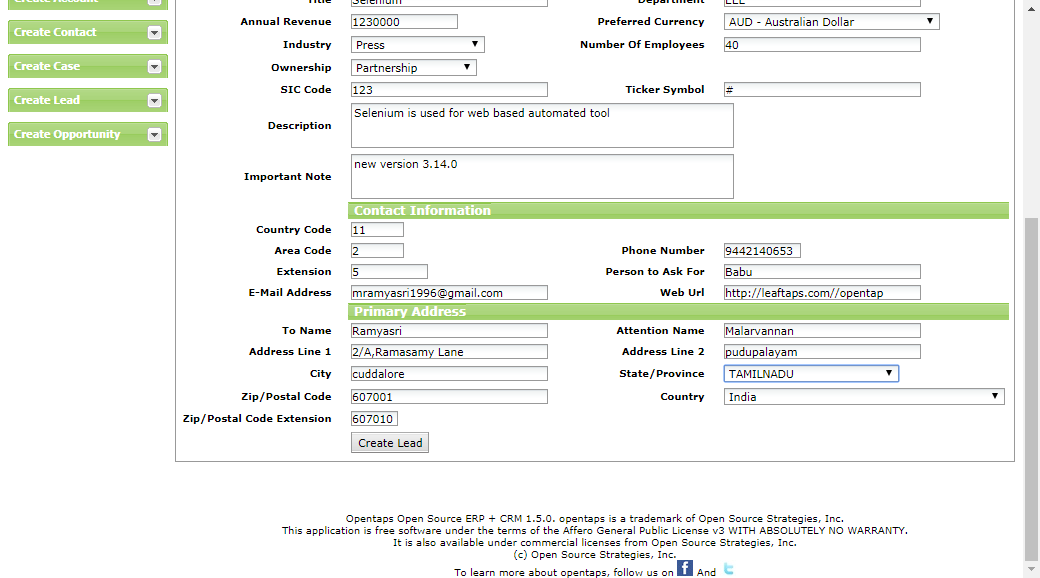 Create Account
Title Selenium Department EEE
Annual Revenue 1230000 Preferred Currency AUD - Australian Dollar
Create Contact
Industry Press Number Of Employees 40
Create Case
Ownership Partnership
SIC Code 123 Ticker Symbol #
Create Lead
Description Selenium is used for web based automated tool
Create Opportunity
Important Note new version 3.14.0
Contact Information
Country Code 11
Area Code 2 Phone Number 9442140653
Extension 5 Person to Ask For Babu
E-Mail Address mramyasri1996@gmail.com Web Url http://leaftaps.com//opentap
Primary Address
To Name Ramyasri Attention Name Malarvannan
Address Line 1 2/A,Ramasamy Lane Address Line 2 pudupalayam
City cuddalore State/Province TAMILNADU
Zip/Postal Code 607001 Country India
Zip/Postal Code Extension 607010
Create Lead
Opentaps Open Source ERP + CRM 1.5.0. opentaps is a trademark of Open Source Strategies, Inc.
This application is free software under the terms of the Affero General Public License v3 WITH ABSOLUTELY NO WARRANTY.
It is also available under commercial licenses from Open Source Strategies, Inc.
(c) Open Source Strategies, Inc.
To learn more about opentaps, follow us on f And t